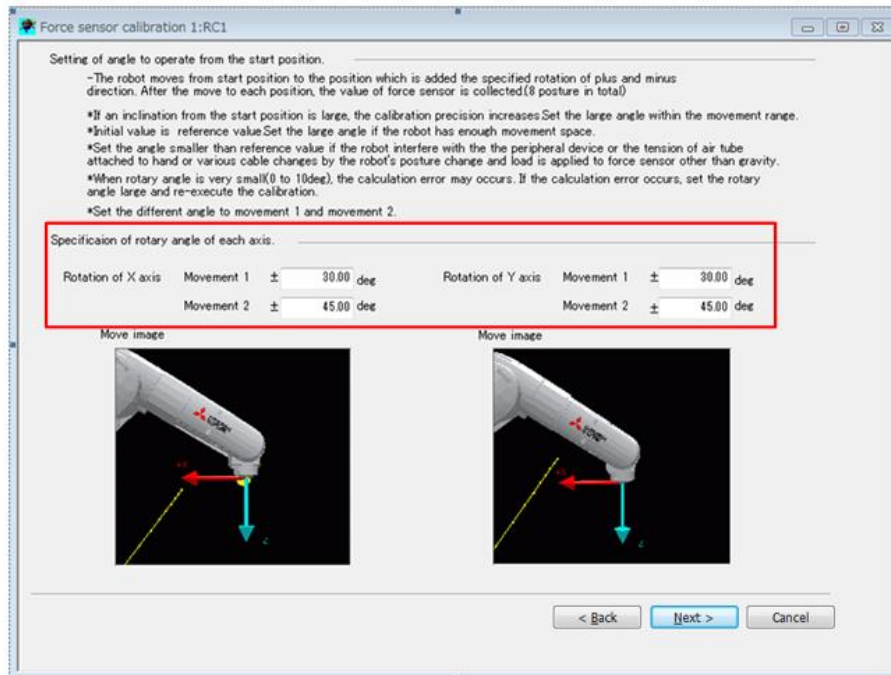 Force sensor calibration 1:RC1
Setting of angle to operate from the start position.
-The robot moves from start position to the position which is added the specified rotation of plus and minus
direction. After the move to each position, the value of force sensor is collected.(8 posture in total)
*If an inclination from the start position is large, the calibration precision increases.Set the large angle within the movement range.
*Initial value is reference value.Set the large angle if the robot has enough movement space.
*Set the angle smaller than reference value if the robot interfere with the the peripheral device or the tension of air tube
attached to hand or various cable changes by the robot's posture change and load is applied to force sensor other than gravity.
*When rotary angle is very small(0 to 10deg), the calculation error may occurs. If the calculation error occurs, set the rotary
angle large and re-execute the calibration.
*Set the different angle to movement 1 and movement 2.
Specificaion of rotary angle of each axis.
Rotation of X axis Movement 1 ± 30.00 deg Rotation of Y axis Movement 1 ± 30.00 deg
Movement 2 ± 45.00 deg Movement 2 ± 45.00 deg
Move image Move image
+X +X
Z Z
< Back Next > Cancel